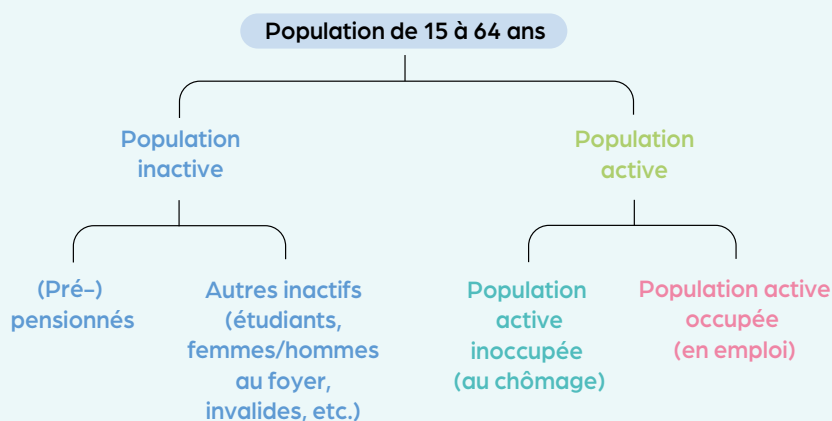 Population de 15 à 64 ans
Population
inactive
Population
active
(Pré-)
pensionnés
Autres inactifs
(étudiants,
femmes/hommes
au foyer,
invalides, etc.)
Population
active
inoccupée
(au chômage)
Population active
occupée
(en emploi)